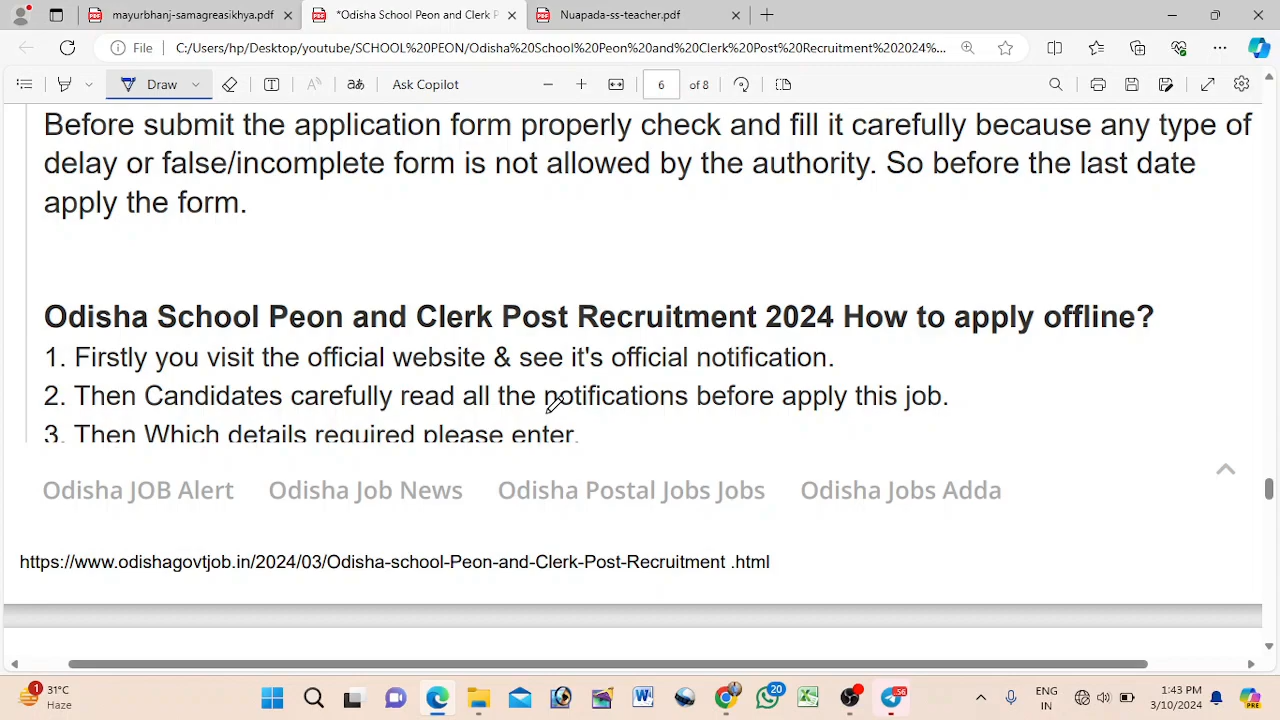 mayurbhanj-samagreasikhya.pdf
*Odisha School Peon and Clerk P
Nuapada-ss-teacher.pdf
File
C:/Users/hp/Desktop/youtube/SCHOOL%20PEON/Odisha%20School%20Peon%20and%20Clerk%20Post%20Recruitment%202024%...
Draw
Ask Copilot
6 of 8
Before submit the application form properly check and fill it carefully because any type of
delay or false/incomplete form is not allowed by the authority. So before the last date
apply the form.
Odisha School Peon and Clerk Post Recruitment 2024 How to apply offline?
1. Firstly you visit the official website & see it's official notification.
2. Then Candidates carefully read all the notifications before apply this job.
3. Then Which details required please enter.
Odisha JOB Alert Odisha Job News Odisha Postal Jobs Jobs Odisha Jobs Adda
https://www.odishagovtjob.in/2024/03/Odisha-school-Peon-and-Clerk-Post-Recruitment .html
1
31°C
Haze
20
56
ENG
IN
1:43 PM
3/10/2024
PRE